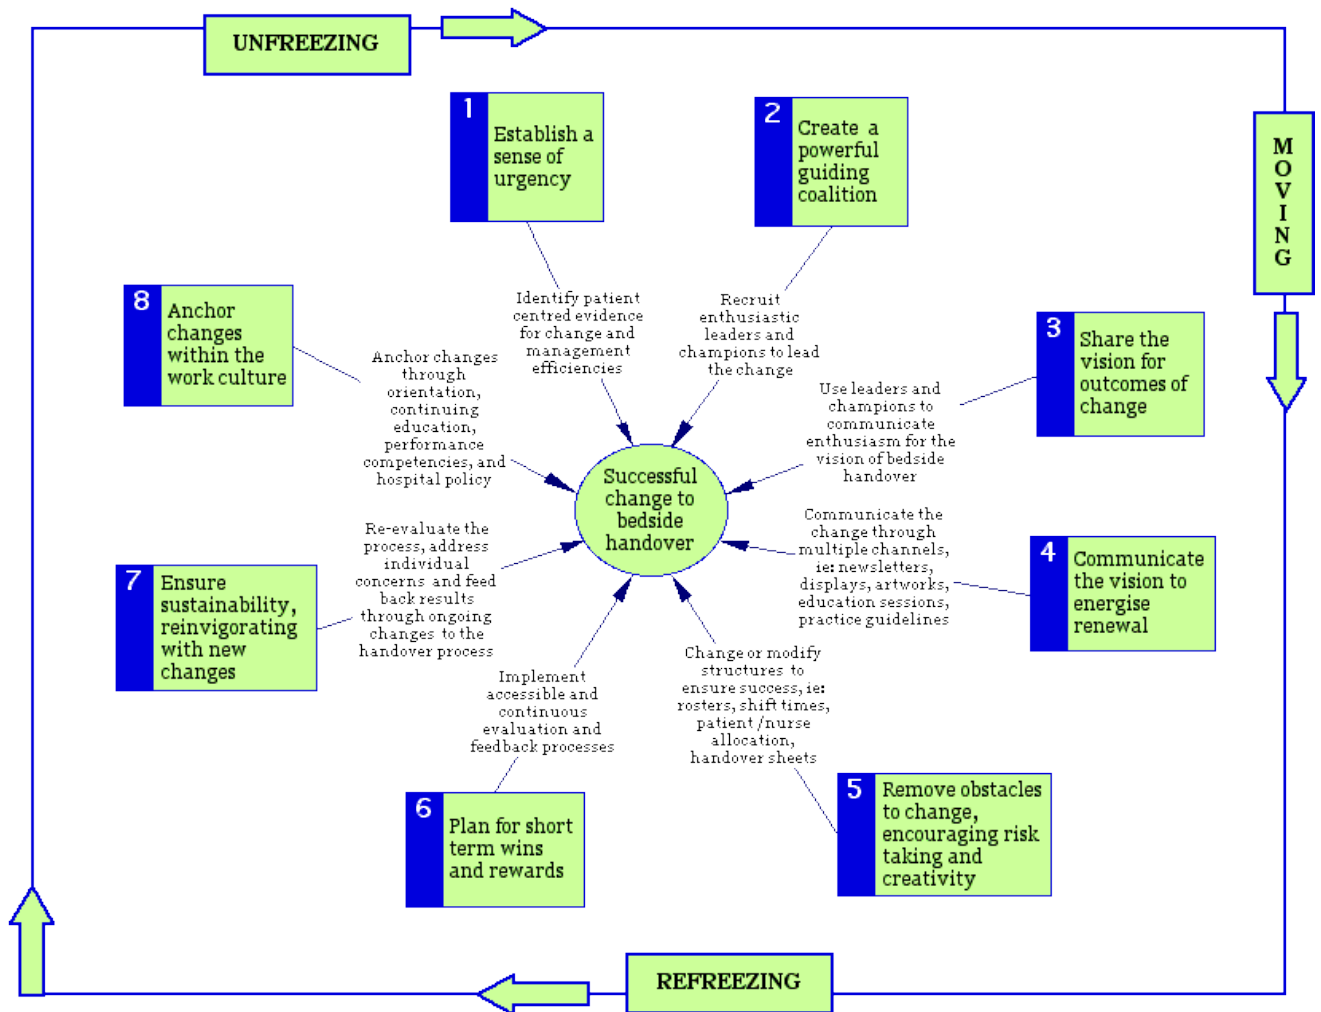 UNFREEZING
1
Establish a
sense of
urgency
Identify patient
centred evidence
for change and
management
efficiencies
2
Create a
powerful
guiding
coalition
Recruit
enthusiastic
leaders and
champions to lead
the change
MOVING
3
Share the
vision for
outcomes of
change
Use leaders and
champions to
communicate
enthusiasm for the
vision of bedside
handover
4
Communicate
the vision to
energise
renewal
Communicate the
change through
multiple channels,
ie: newsletters,
displays, artworks,
education sessions,
practice guidelines
5
Remove obstacles
to change,
encouraging risk
taking and
creativity
Change or modify
structures to
ensure success, ie:
rosters, shift times,
patient /nurse
allocation,
handover sheets
6
Plan for short
term wins
and rewards
Implement
accessible and
continuous
evaluation and
feedback processes
7
Ensure
sustainability,
reinvigorating
with new
changes
Re-evaluate the
process, address
individual
concerns and feed
back results
through ongoing
changes to the
handover process
8
Anchor
changes
within the
work culture
Anchor changes
through
orientation,
continuing
education,
performance
competencies, and
hospital policy
Successful
change to
bedside
handover
REFREEZING